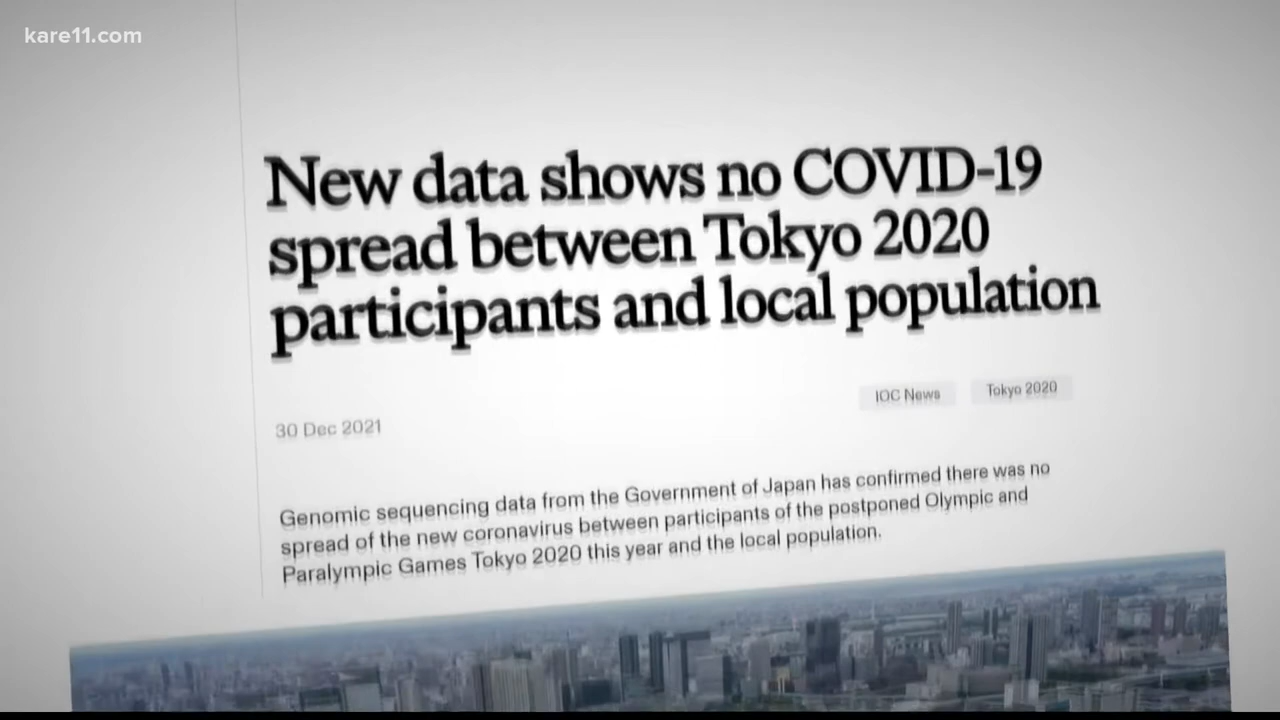 kare11.com
New data shows no COVID-19
spread between Tokyo 2020
participants and local population
IOC News
Tokyo 2020
30 Dec 2021
Genomic sequencing data from the Government of Japan has confirmed there was no
spread of the new coronavirus between participants of the postponed Olympic and
Paralympic Games Tokyo 2020 this year and the local population.